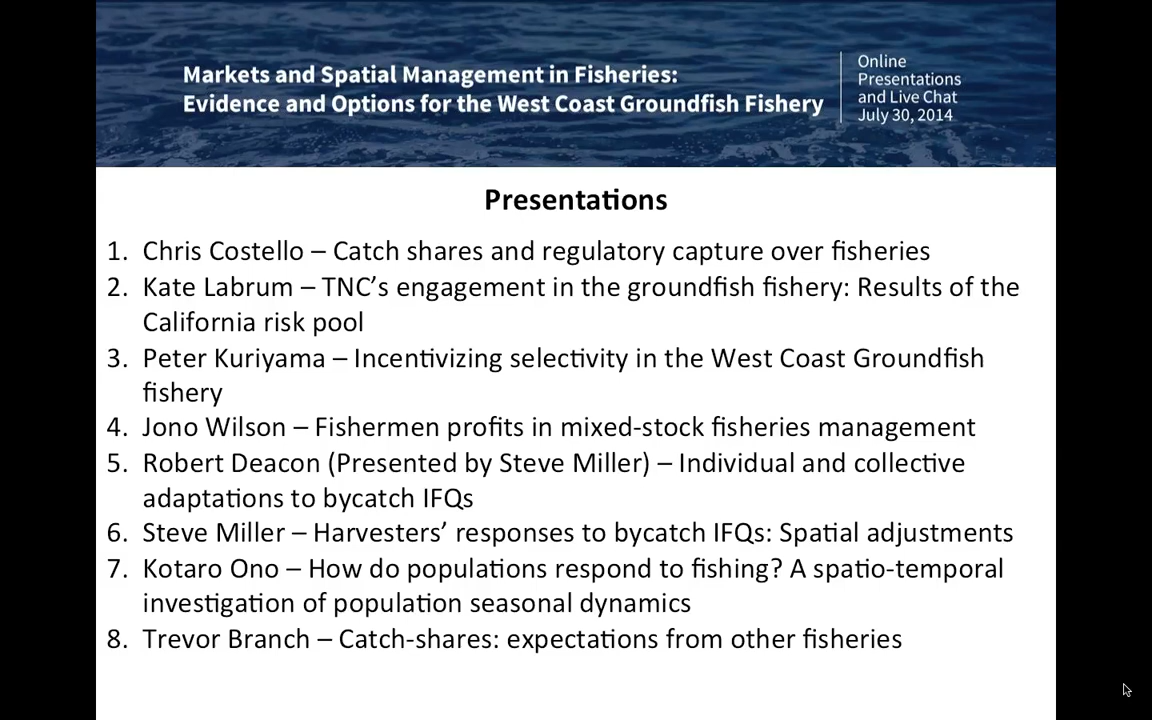 Markets and Spatial Management in Fisheries:
Evidence and Options for the West Coast Groundfish Fishery
Online
Presentations
and Live Chat
July 30, 2014
Presentations
1. Chris Costello – Catch shares and regulatory capture over fisheries
2. Kate Labrum – TNC’s engagement in the groundfish fishery: Results of the
California risk pool
3. Peter Kuriyama – Incentivizing selectivity in the West Coast Groundfish
fishery
4. Jono Wilson – Fishermen profits in mixed-stock fisheries management
5. Robert Deacon (Presented by Steve Miller) – Individual and collective
adaptations to bycatch IFQs
6. Steve Miller – Harvesters’ responses to bycatch IFQs: Spatial adjustments
7. Kotaro Ono – How do populations respond to fishing? A spatio-temporal
investigation of population seasonal dynamics
8. Trevor Branch – Catch-shares: expectations from other fisheries